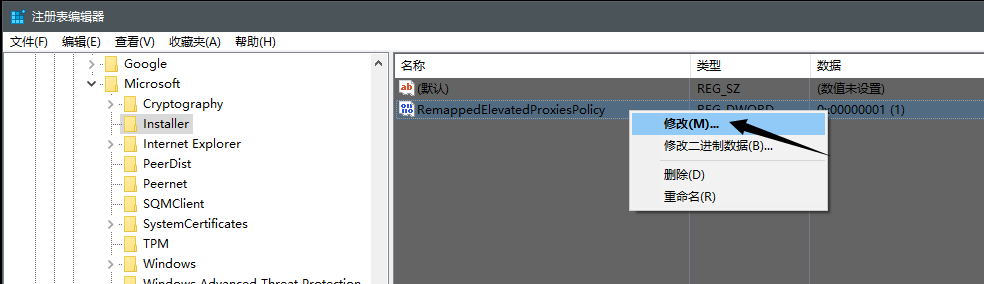 注册表编辑器
文件(F) 编辑(E) 查看(V) 收藏夹(A) 帮助(H)
Google
Microsoft
Cryptography
Installer
Internet Explorer
PeerDist
Peernet
SQMClient
SystemCertificates
TPM
Windows
Windows Advanced Threat Protection
名称 类型 数据
ab (默认) REG_SZ (数值未设置)
RemappedElevatedProxiesPolicy REG_DWORD 0x00000001 (1)
修改(M)...
修改二进制数据(B)...
删除(D)
重命名(R)